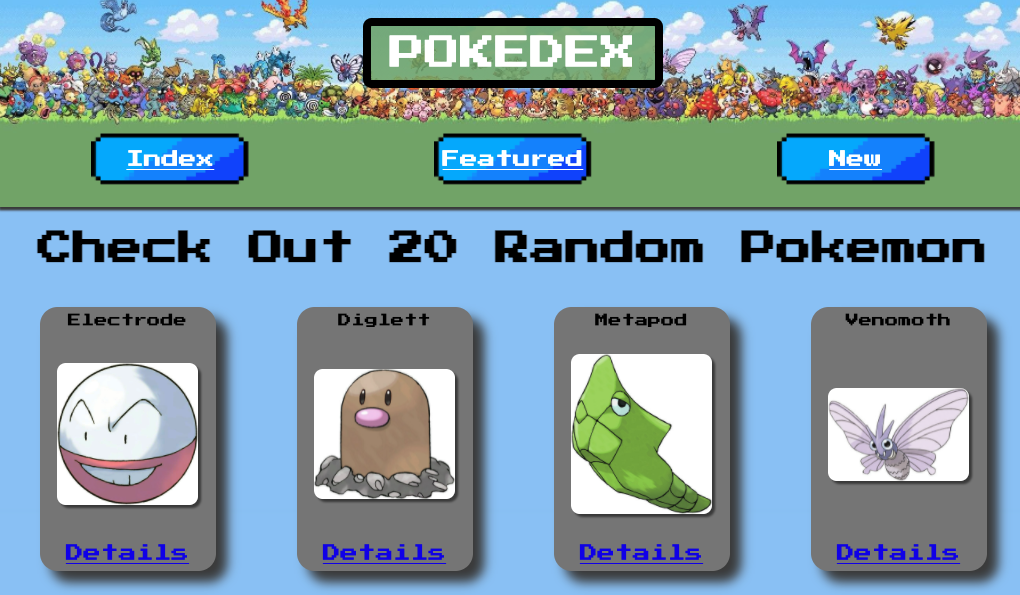 POKEDEX
Index Featured New
Check Out 20 Random Pokemon
Electrode Diglett Metapod Venomoth
Details Details Details Details